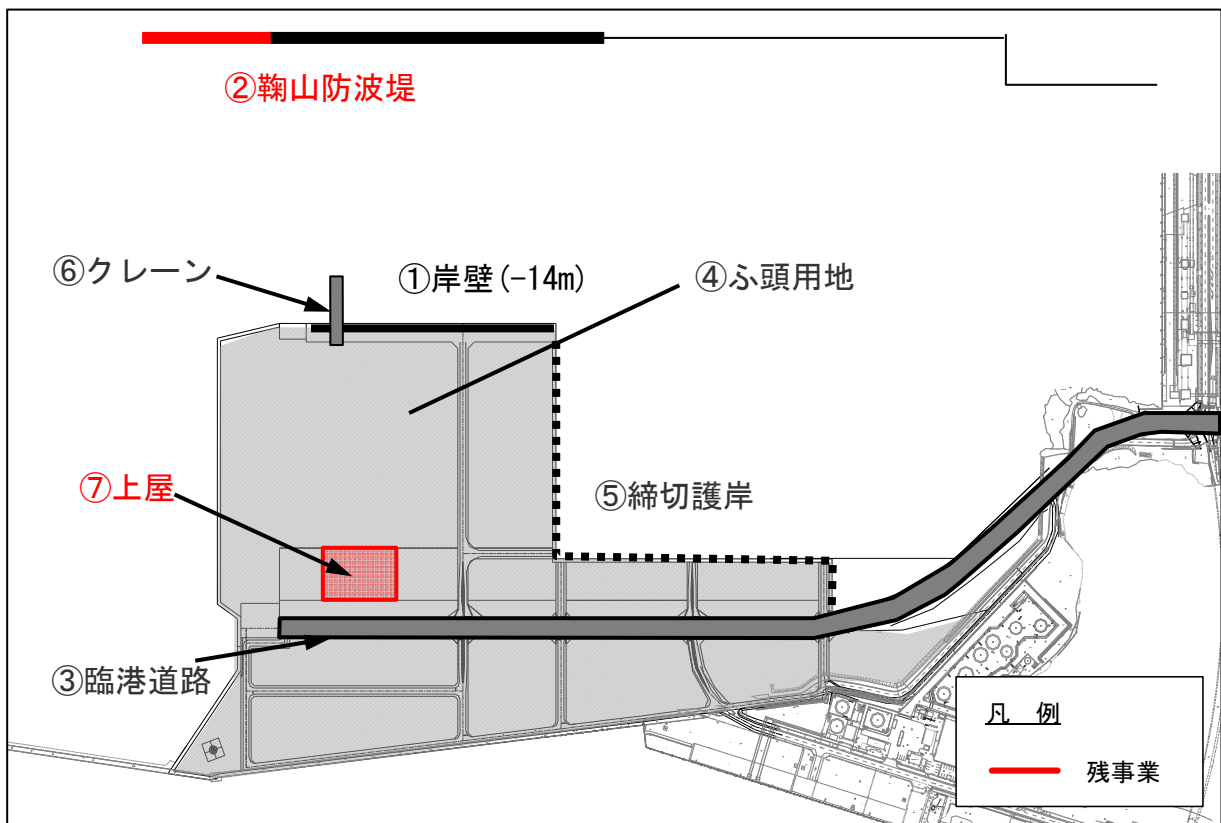 ②鞠山防波堤
⑥クレーン
①岸壁(-14m)
④ふ頭用地
⑦上屋
⑤締切護岸
③臨港道路
凡 例
残事業